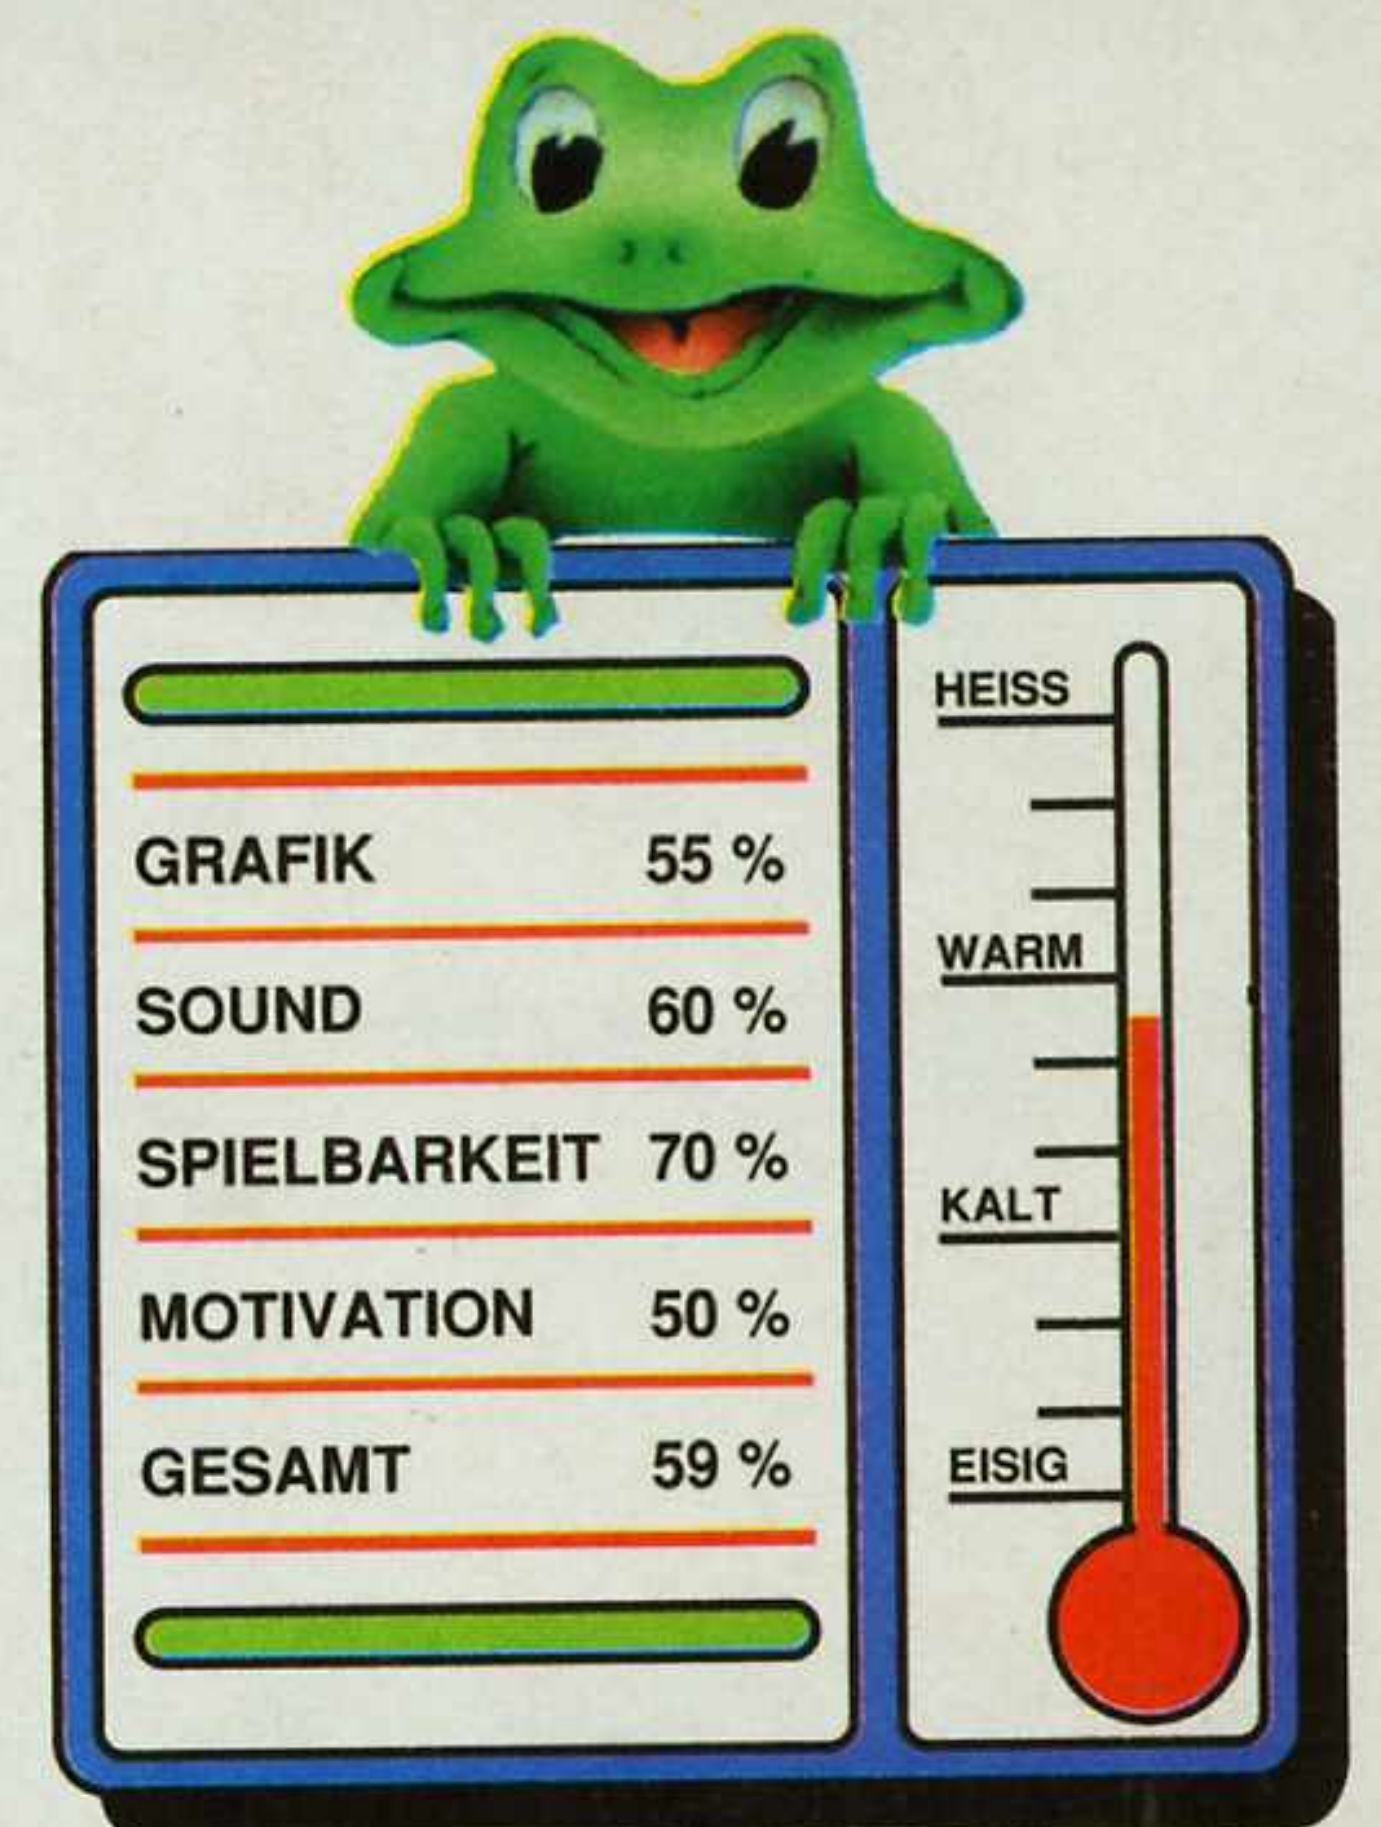 GRAFIK 55 %
SOUND 60 %
SPIELBARKEIT 70 %
MOTIVATION 50 %
GESAMT 59 %
HEISS
WARM
KALT
EISIG